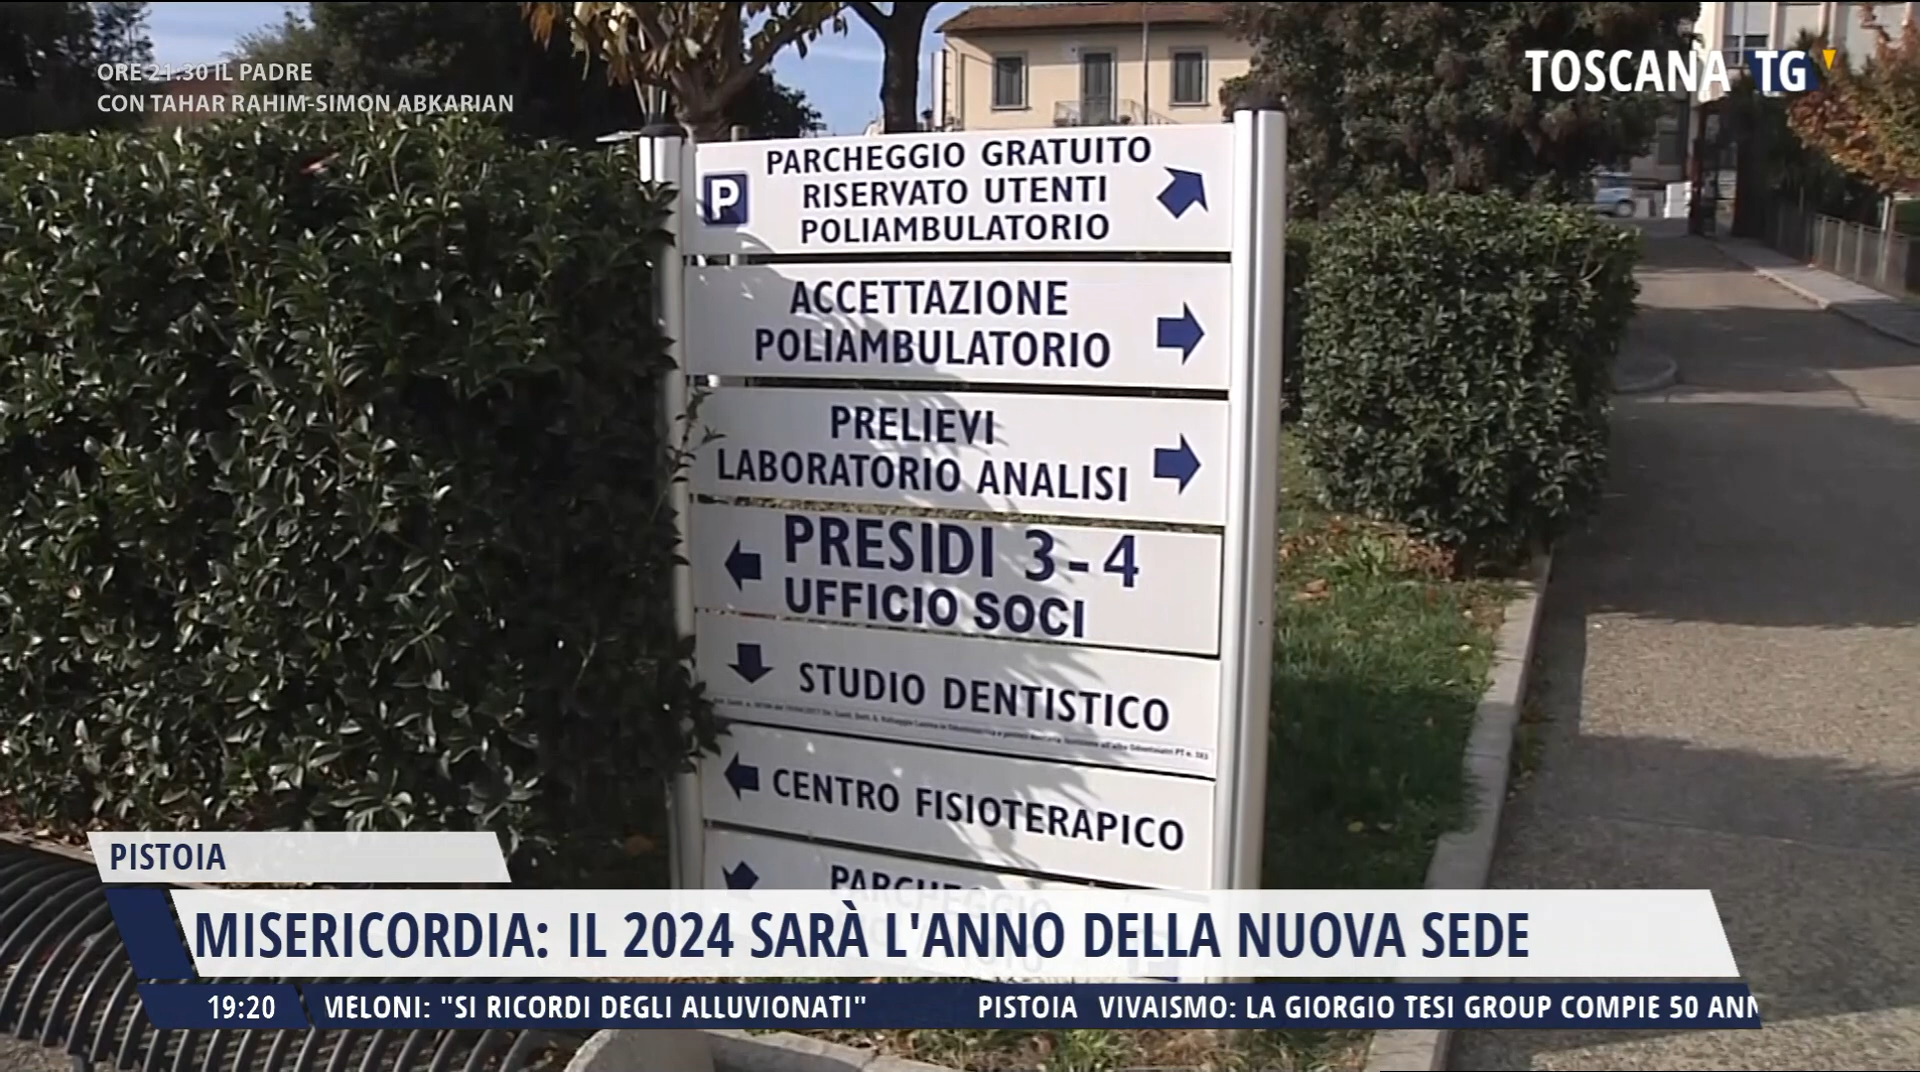 ORE 21:30 IL PADRE
CON TAHAR RAHIM-SIMON ABKARIAN
TOSCANA TG
P
PARCHEGGIO GRATUITO
RISERVATO UTENTI
POLIAMBULATORIO
ACCETTAZIONE
POLIAMBULATORIO
PRELIEVI
LABORATORIO ANALISI
PRESIDI 3-4
UFFICIO SOCI
STUDIO DENTISTICO
CENTRO FISIOTERAPICO
PARCHEGGIO
PISTOIA
MISERICORDIA: IL 2024 SARÀ L'ANNO DELLA NUOVA SEDE
19:20 MELONI: "SI RICORDI DEGLI ALLUVIONATI" PISTOIA VIVAISMO: LA GIORGIO TESI GROUP COMPIE 50 ANN